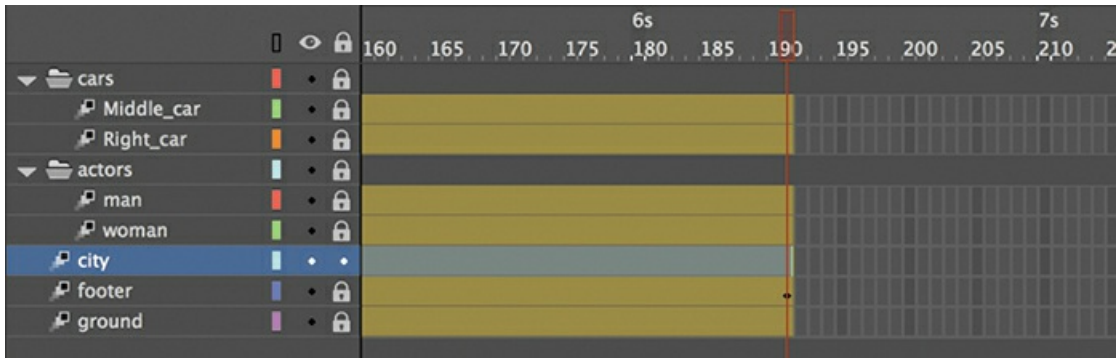 6s 7s
160 165 170 175 180 185 190 195 200 205 210 2
cars
Middle_car
Right_car
actors
man
woman
city
footer
ground